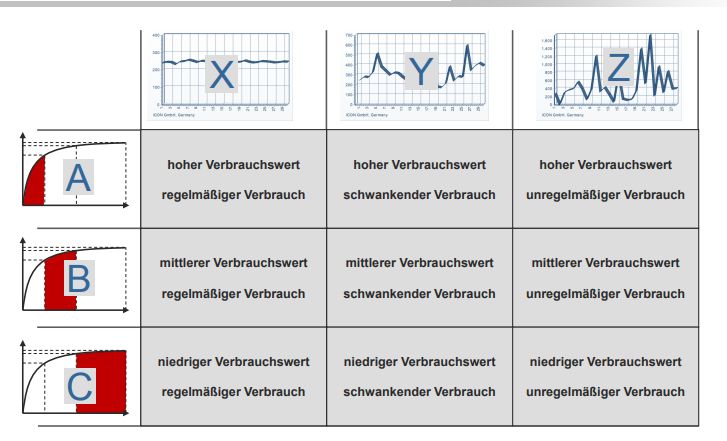 X
Y
Z
ICON GmbH, Germany
ICON GmbH, Germany
ICON GmbH, Germany
A
hoher Verbrauchswert
regelmäßiger Verbrauch
hoher Verbrauchswert
schwankender Verbrauch
hoher Verbrauchswert
unregelmäßiger Verbrauch
B
mittlerer Verbrauchswert
regelmäßiger Verbrauch
mittlerer Verbrauchswert
schwankender Verbrauch
mittlerer Verbrauchswert
unregelmäßiger Verbrauch
C
niedriger Verbrauchswert
regelmäßiger Verbrauch
niedriger Verbrauchswert
schwankender Verbrauch
niedriger Verbrauchswert
unregelmäßiger Verbrauch